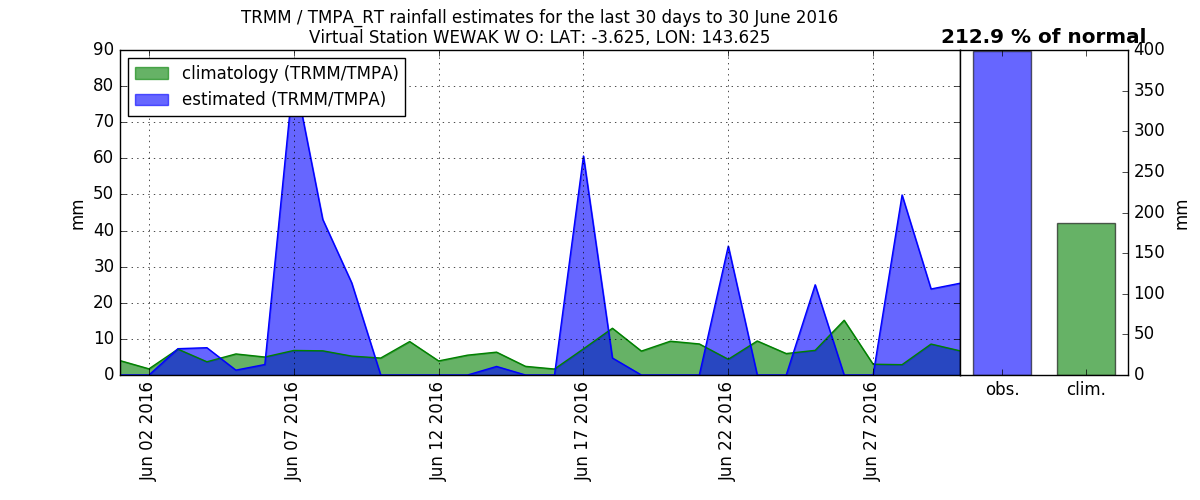 TRMM / TMPA_RT rainfall estimates for the last 30 days to 30 June 2016
Virtual Station WEWAK W O: LAT: -3.625, LON: 143.625
212.9 % of normal
climatology (TRMM/TMPA)
estimated (TRMM/TMPA)
90
80
70
60
50
40
30
20
10
0
mm
Jun 02 2016
Jun 07 2016
Jun 12 2016
Jun 17 2016
Jun 22 2016
Jun 27 2016
obs.
clim.
400
350
300
250
200
150
100
50
0
mm